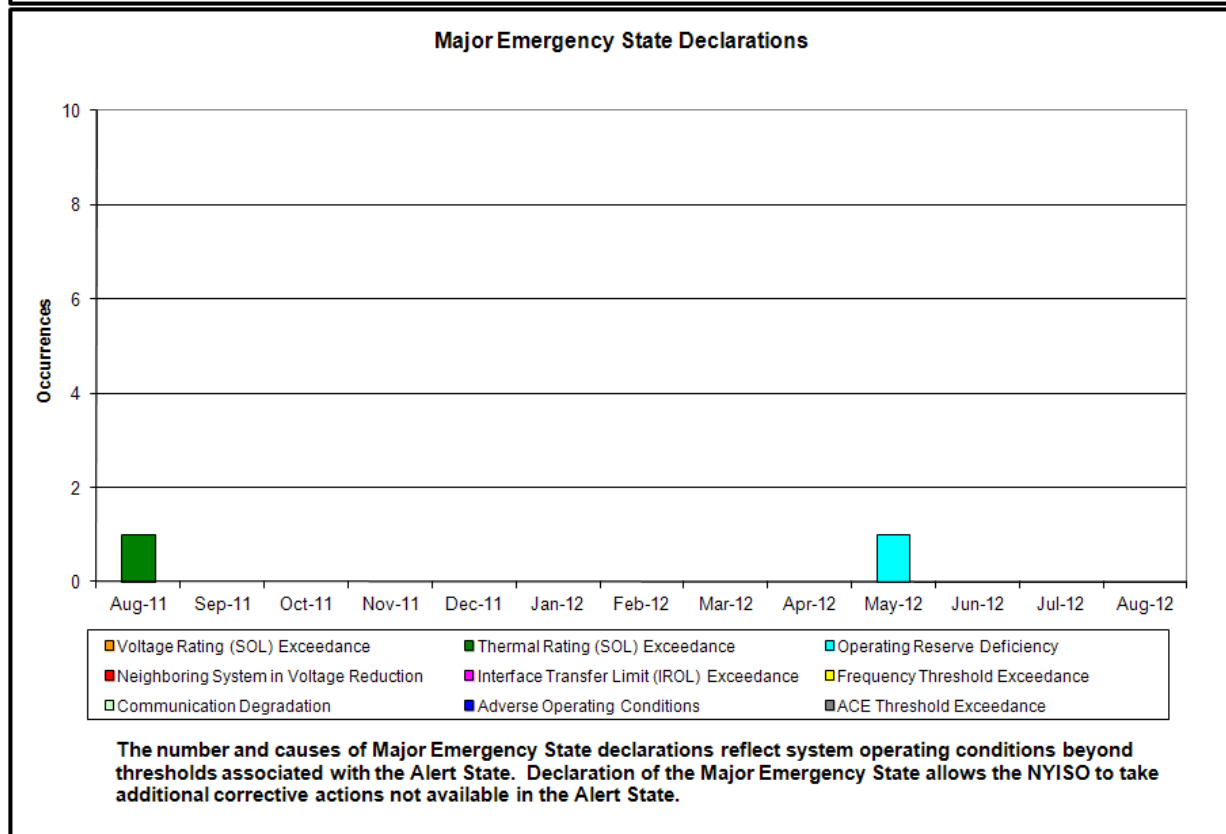 Major Emergency State Declarations
10
8
6
4
2
0
Occurrences
Aug-11 Sep-11 Oct-11 Nov-11 Dec-11 Jan-12 Feb-12 Mar-12 Apr-12 May-12 Jun-12 Jul-12 Aug-12
Voltage Rating (SOL) Exceedance Thermal Rating (SOL) Exceedance Operating Reserve Deficiency
Neighboring System in Voltage Reduction Interface Transfer Limit (IROL) Exceedance Frequency Threshold Exceedance
Communication Degradation Adverse Operating Conditions ACE Threshold Exceedance
The number and causes of Major Emergency State declarations reflect system operating conditions beyond
thresholds associated with the Alert State.  Declaration of the Major Emergency State allows the NYISO to take
additional corrective actions not available in the Alert State.